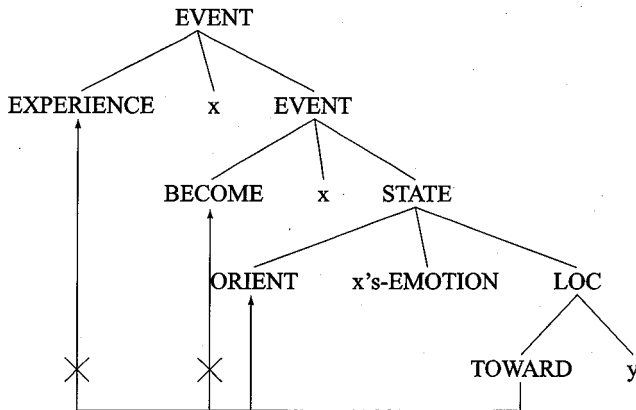 EVENT
EXPERIENCE x EVENT
BECOME x STATE
ORIENT x's-EMOTION LOC
TOWARD y